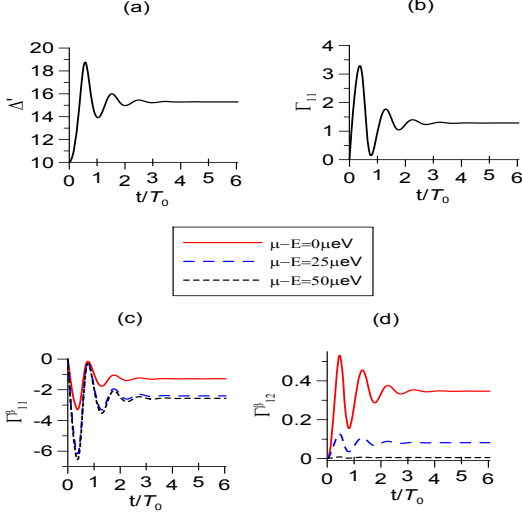 (a)
(b)
20
18
16
14
12
10
Δ'
0 1 2 3 4 5 6
t/T₀
4
3
2
1
0
Γ₁₁
0 1 2 3 4 5 6
t/T₀
μ−E=0μeV
μ−E=25μeV
μ−E=50μeV
(c)
(d)
0
-2
-4
-6
Γᵝ₁₁
0 1 2 3 4 5 6
t/T₀
0.4
0.2
0
Γᵝ₁₂
0 1 2 3 4 5 6
t/T₀